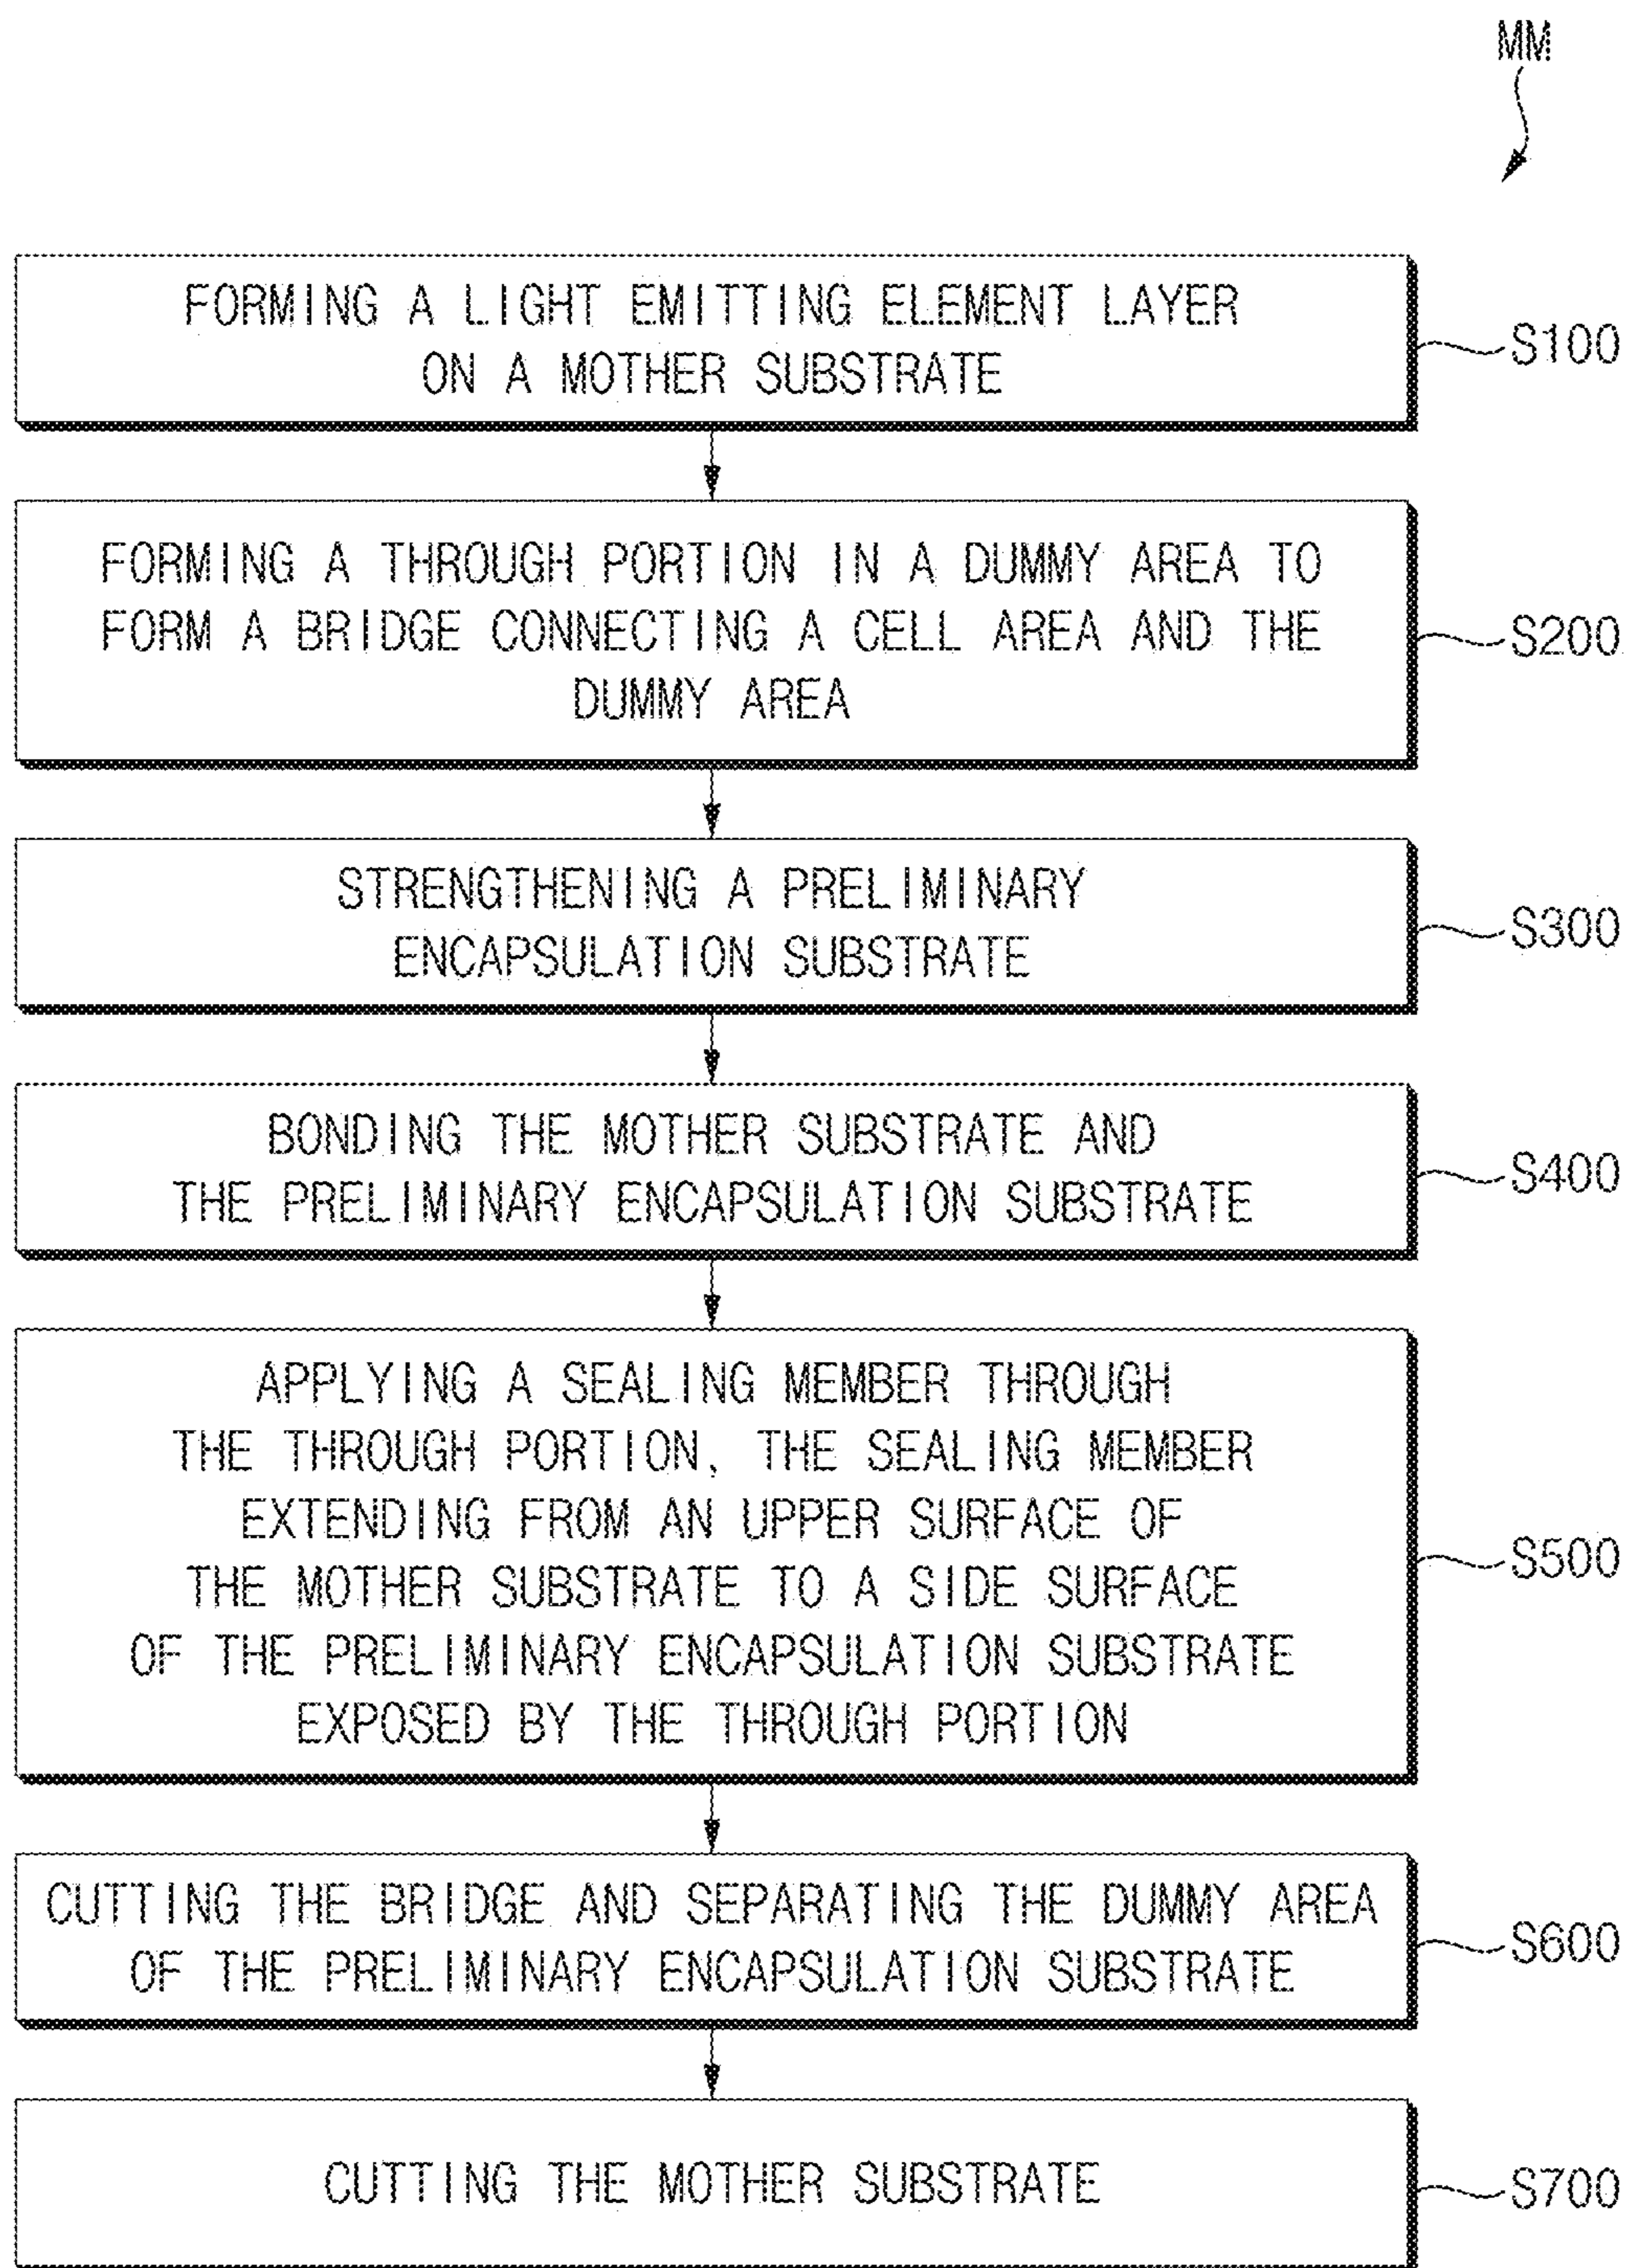 MM
FORMING A LIGHT EMITTING ELEMENT LAYER
ON A MOTHER SUBSTRATE
S100
FORMING A THROUGH PORTION IN A DUMMY AREA TO
FORM A BRIDGE CONNECTING A CELL AREA AND THE
DUMMY AREA
S200
STRENGTHENING A PRELIMINARY
ENCAPSULATION SUBSTRATE
S300
BONDING THE MOTHER SUBSTRATE AND
THE PRELIMINARY ENCAPSULATION SUBSTRATE
S400
APPLYING A SEALING MEMBER THROUGH
THE THROUGH PORTION, THE SEALING MEMBER
EXTENDING FROM AN UPPER SURFACE OF
THE MOTHER SUBSTRATE TO A SIDE SURFACE
OF THE PRELIMINARY ENCAPSULATION SUBSTRATE
EXPOSED BY THE THROUGH PORTION
S500
CUTTING THE BRIDGE AND SEPARATING THE DUMMY AREA
OF THE PRELIMINARY ENCAPSULATION SUBSTRATE
S600
CUTTING THE MOTHER SUBSTRATE
S700